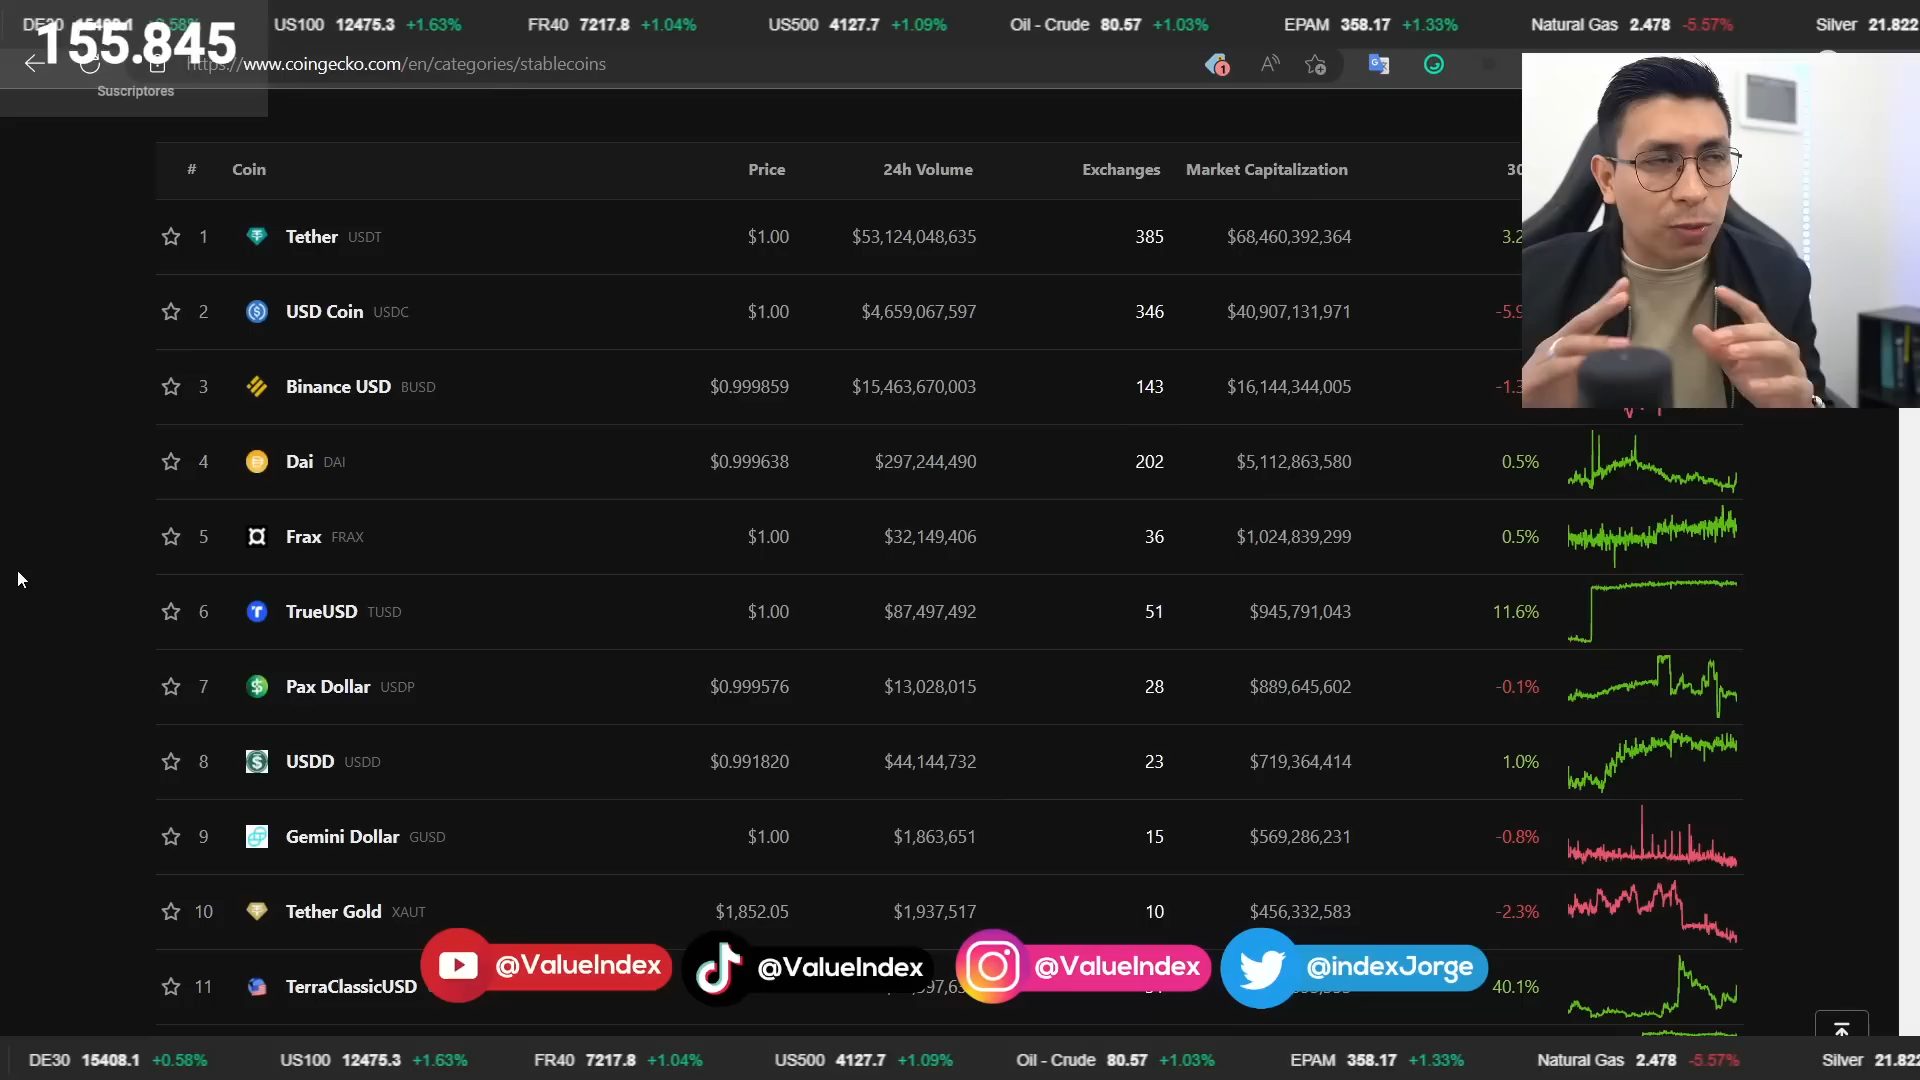 DE30 15408.1 +0.58% US100 12475.3 +1.63% FR40 7217.8 +1.04% US500 4127.7 +1.09% Oil - Crude 80.57 +1.03% EPAM 358.17 +1.33% Natural Gas 2.478 -5.57% Silver 21.822
155.845
Suscriptores
https://www.coingecko.com/en/categories/stablecoins
1
# Coin Price 24h Volume Exchanges Market Capitalization 30
1 Tether USDT $1.00 $53,124,048,635 385 $68,460,392,364 3.2
2 USD Coin USDC $1.00 $4,659,067,597 346 $40,907,131,971 -5.9
3 Binance USD BUSD $0.999859 $15,463,670,003 143 $16,144,344,005 -1.3
4 Dai DAI $0.999638 $297,244,490 202 $5,112,863,580 0.5%
5 Frax FRAX $1.00 $32,149,406 36 $1,024,839,299 0.5%
6 TrueUSD TUSD $1.00 $87,497,492 51 $945,791,043 11.6%
7 Pax Dollar USDP $0.999576 $13,028,015 28 $889,645,602 -0.1%
8 USDD USDD $0.991820 $44,144,732 23 $719,364,414 1.0%
9 Gemini Dollar GUSD $1.00 $1,863,651 15 $569,286,231 -0.8%
10 Tether Gold XAUT $1,852.05 $1,937,517 10 $456,332,583 -2.3%
@ValueIndex @ValueIndex @ValueIndex @indexJorge
11 TerraClassicUSD 40.1%
DE30 15408.1 +0.58% US100 12475.3 +1.63% FR40 7217.8 +1.04% US500 4127.7 +1.09% Oil - Crude 80.57 +1.03% EPAM 358.17 +1.33% Natural Gas 2.478 -5.57% Silver 21.822